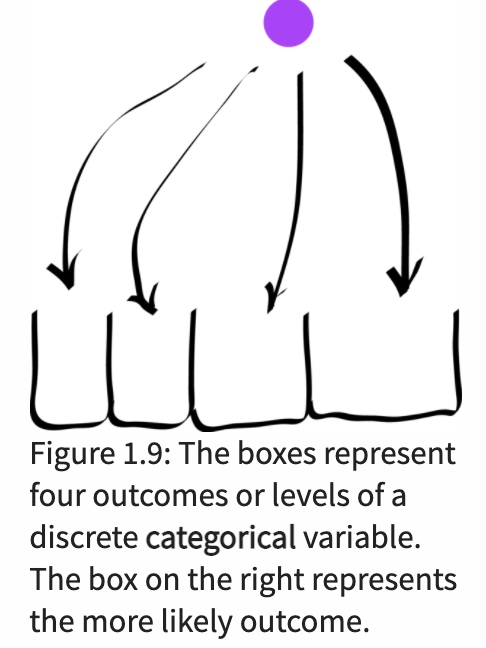 Figure 1.9: The boxes represent
four outcomes or levels of a
discrete categorical variable.
The box on the right represents
the more likely outcome.